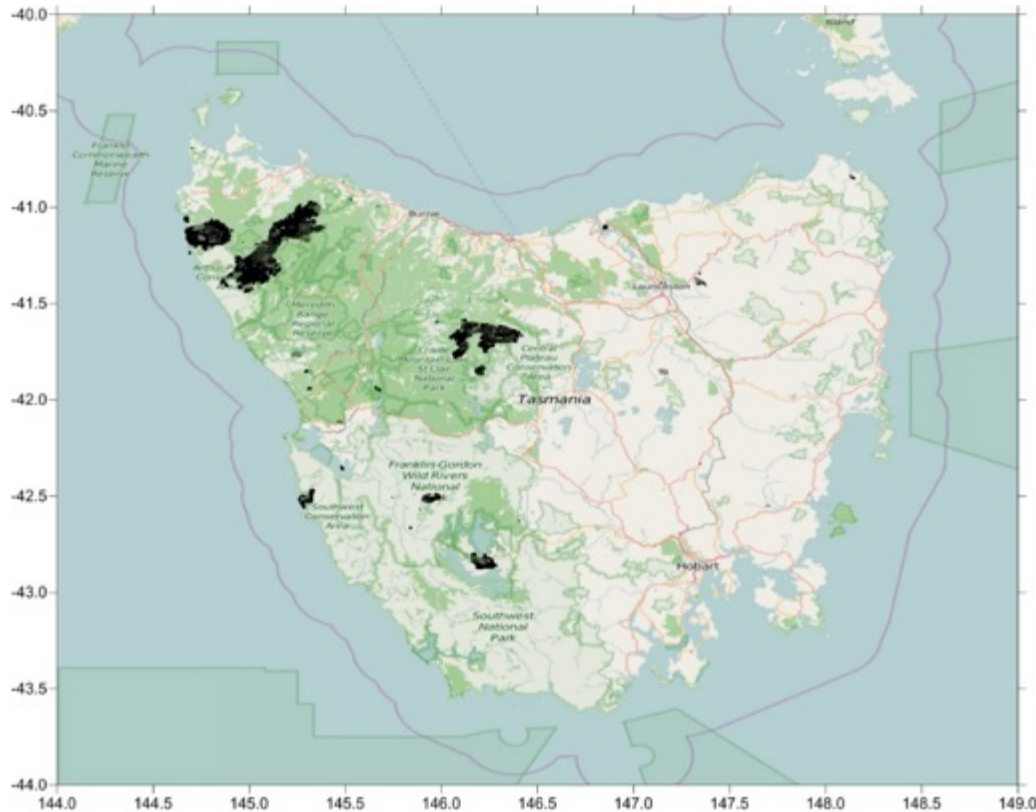 -40.0
Island
-40.5
Franklin
Commonwealth
Marine
Reserve
-41.0
Burnie
Launceston
-41.5
Meredith
Range
Regional
Reserve
Cradle
Mountain
St Clair
National
Park
Central
Plateau
Conservation
Area
-42.0
Tasmania
Franklin-Gordon
Wild Rivers
National
-42.5
Southwest
Conservation
Area
Hobart
-43.0
Southwest
National
Park
-43.5
-44.0
144.0 144.5 145.0 145.5 146.0 146.5 147.0 147.5 148.0 148.5 149.0